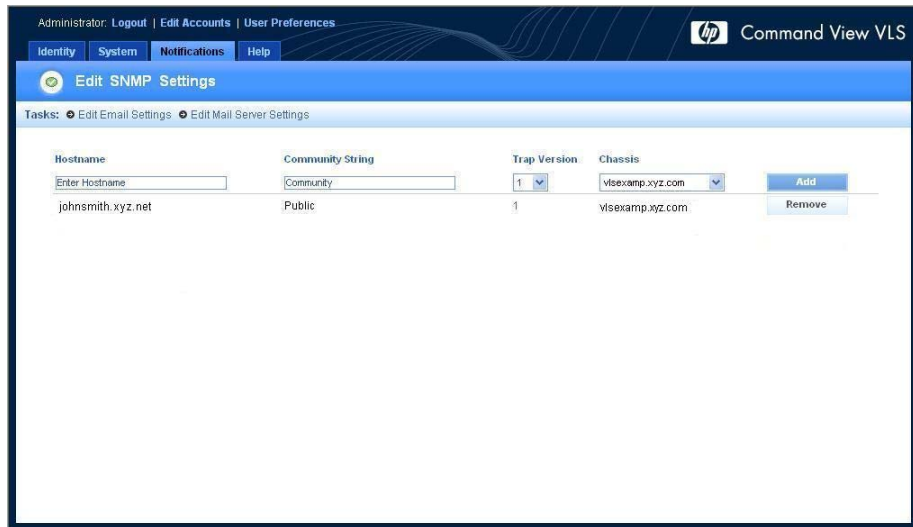 Administrator: Logout | Edit Accounts | User Preferences
hp Command View VLS
Identity System Notifications Help
Edit SNMP Settings
Tasks: Edit Email Settings Edit Mail Server Settings
Hostname Community String Trap Version Chassis
Enter Hostname Community 1 vlsexamp.xyz.com Add
johnsmith.xyz.net Public 1 vlsexamp.xyz.com Remove